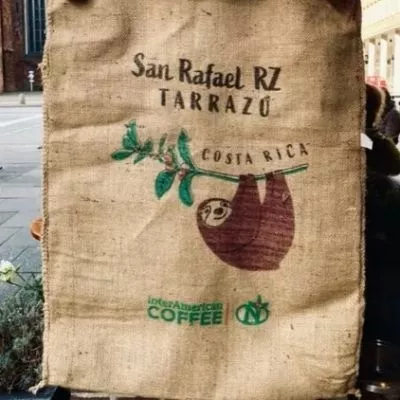 San Rafael RZ
TARRAZÚ
COSTA RICA
InterAmerican
COFFEE
N